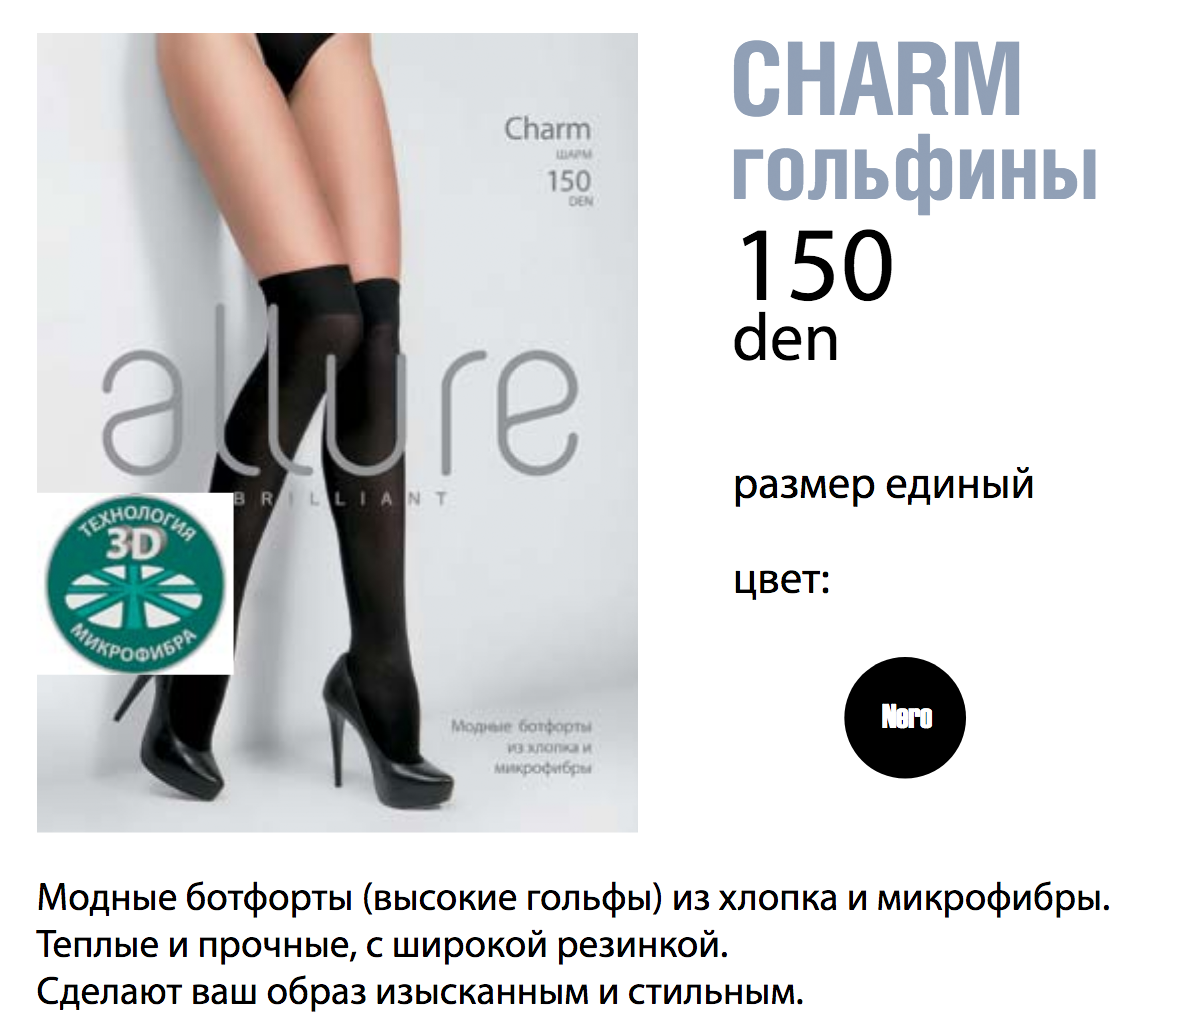 Charm
ШАРМ
150
DEN
allure
BRILLIANT
ТЕХНОЛОГИЯ
3D
МИКРОФИБРА
Модные ботфорты
из хлопка и
микрофибры
CHARM
гольфины
150
den
размер единый
цвет:
Nero
Модные ботфорты (высокие гольфы) из хлопка и микрофибры.
Теплые и прочные, с широкой резинкой.
Сделают ваш образ изысканным и стильным.